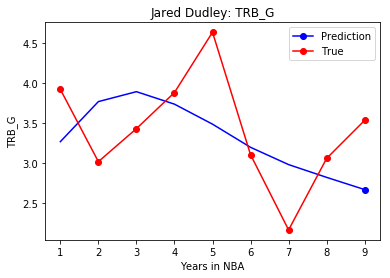 Jared Dudley: TRB_G
Prediction
True
4.5
4.0
3.5
3.0
2.5
TRB_G
1 2 3 4 5 6 7 8 9
Years in NBA